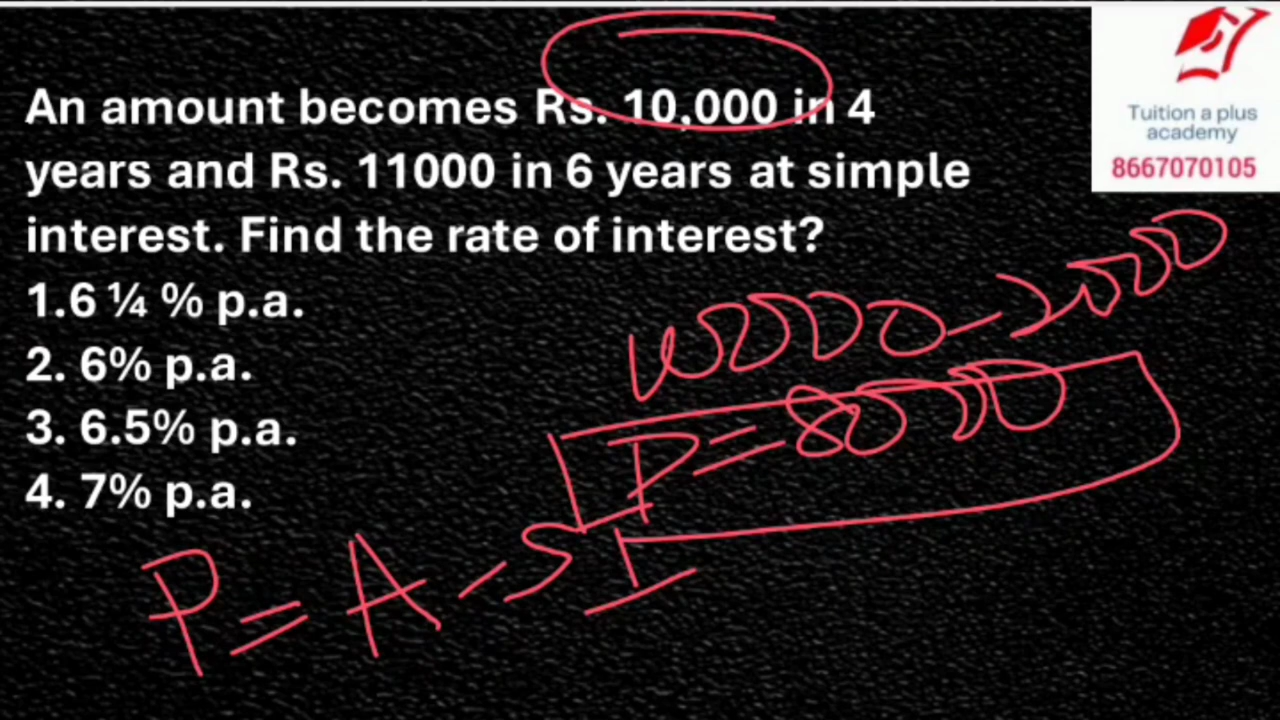 An amount becomes Rs. 10,000 in 4
years and Rs. 11000 in 6 years at simple
interest. Find the rate of interest?
1.6 ¼ % p.a.
2. 6% p.a.
3. 6.5% p.a.
4. 7% p.a.
10000-2000
P=8000
P=A-SI
Tuition a plus
academy
8667070105